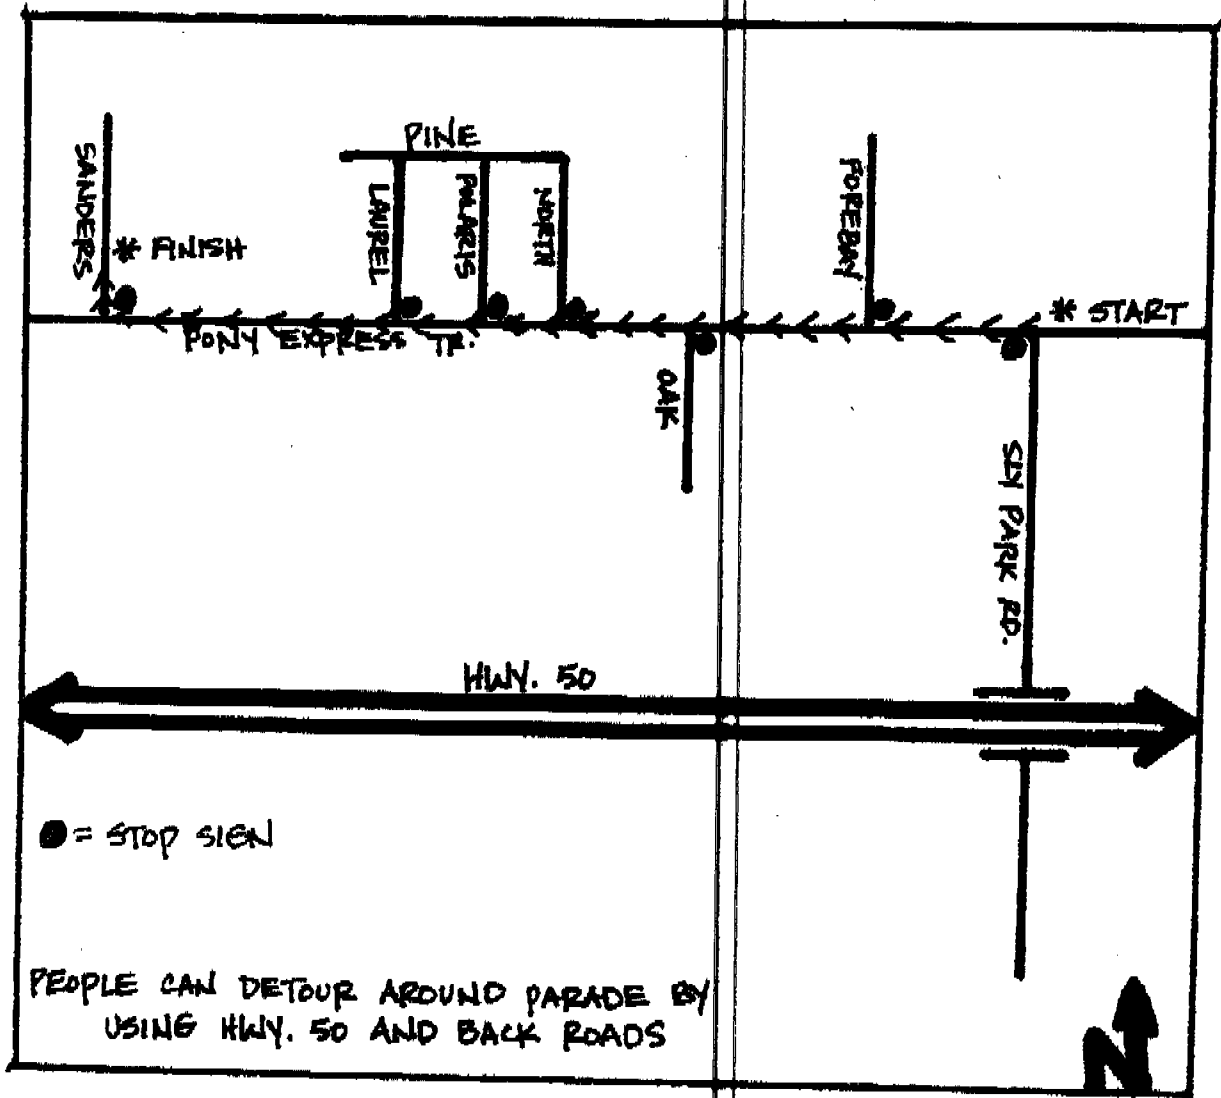 PINE
SANDERS
LAUREL
POLARIS
NORTH
FOREBAY
* FINISH
* START
PONY EXPRESS TR.
OAK
SLY PARK RD.
HWY. 50
= STOP SIGN
PEOPLE CAN DETOUR AROUND PARADE BY
USING HWY. 50 AND BACK ROADS
N